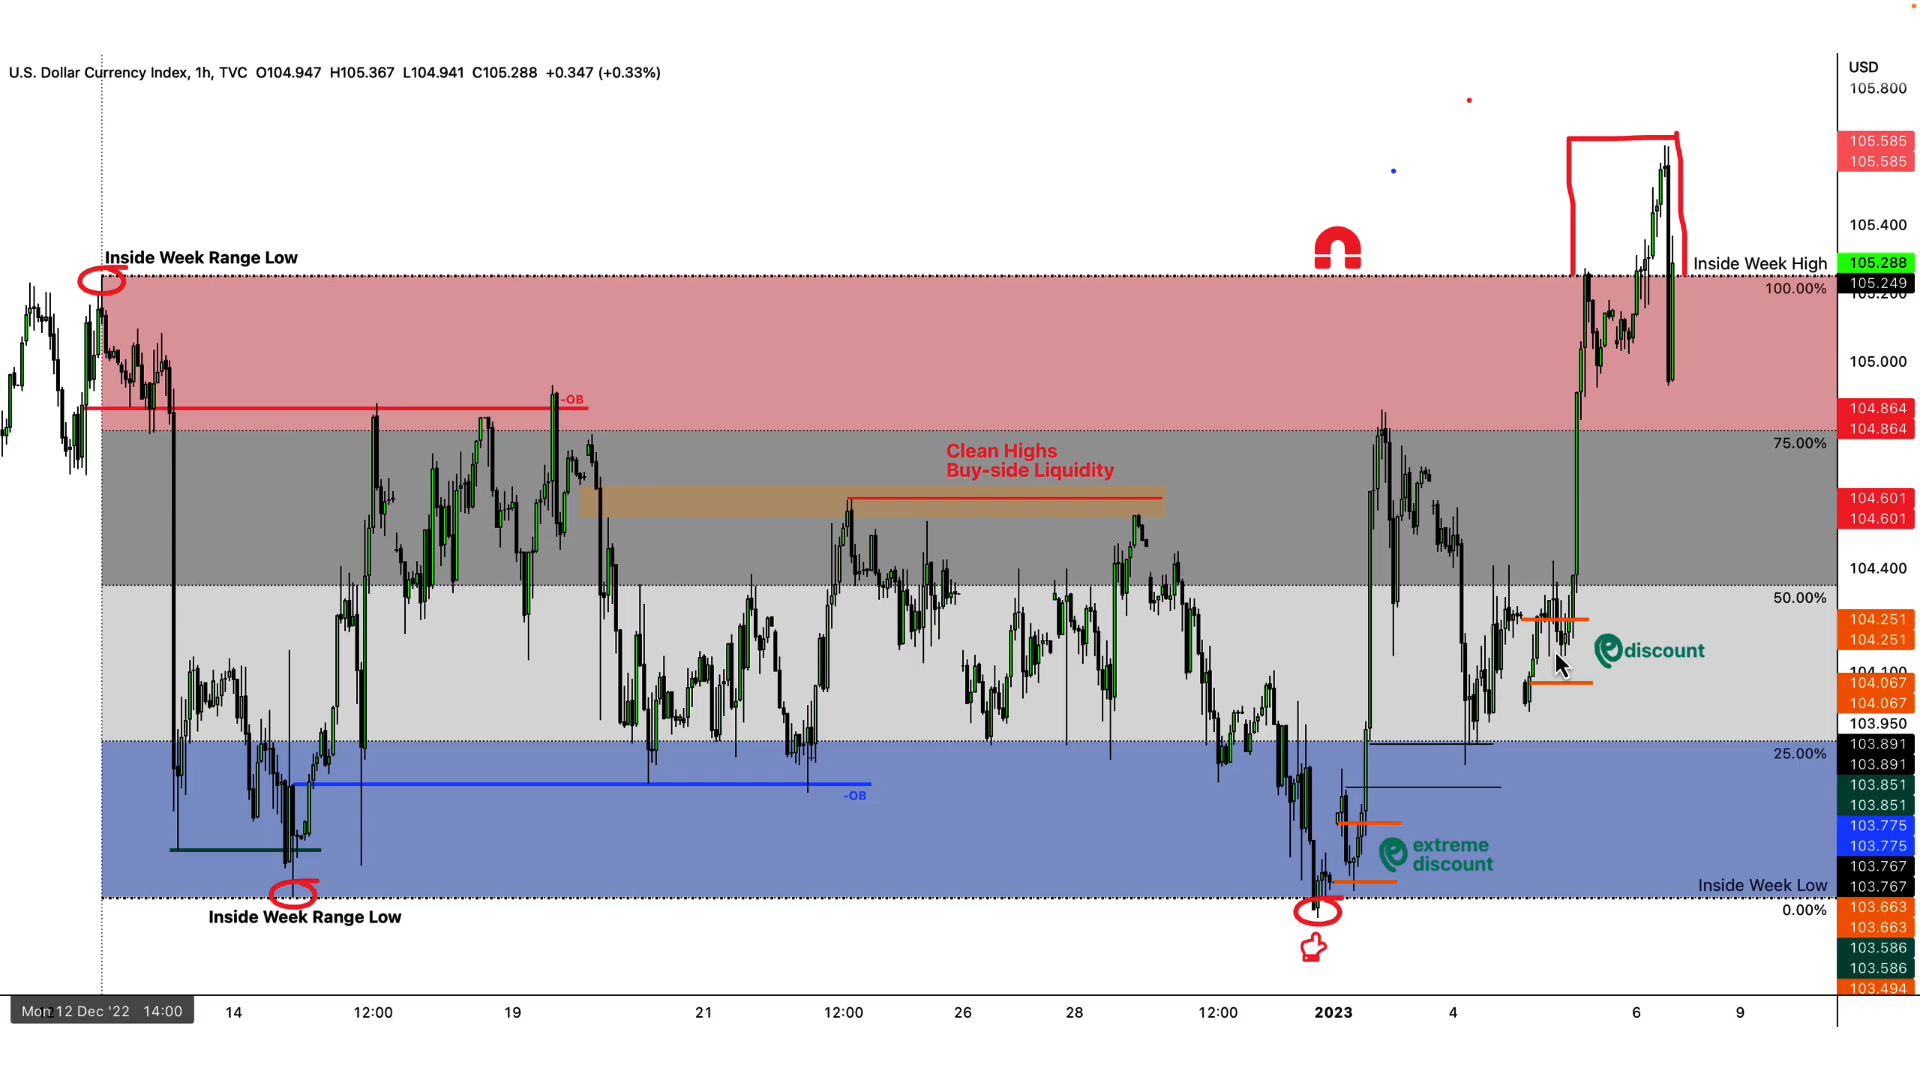 U.S. Dollar Currency Index, 1h, TVC O104.947 H105.367 L104.941 C105.288 +0.347 (+0.33%)
USD
105.800
105.585
105.585
105.400
Inside Week Range Low
Inside Week High
105.288
105.249
105.200
100.00%
105.000
-OB
104.864
104.864
75.00%
Clean Highs
Buy-side Liquidity
104.601
104.601
104.400
50.00%
104.251
104.251
discount
104.100
104.067
104.067
103.950
103.891
25.00%
103.891
103.851
-OB
103.851
103.775
extreme
discount
103.775
103.767
Inside Week Low
103.767
0.00%
103.663
Inside Week Range Low
103.663
103.586
103.586
103.494
Mon 12 Dec '22 14:00
14 12:00 19 21 12:00 26 28 12:00 2023 4 6 9